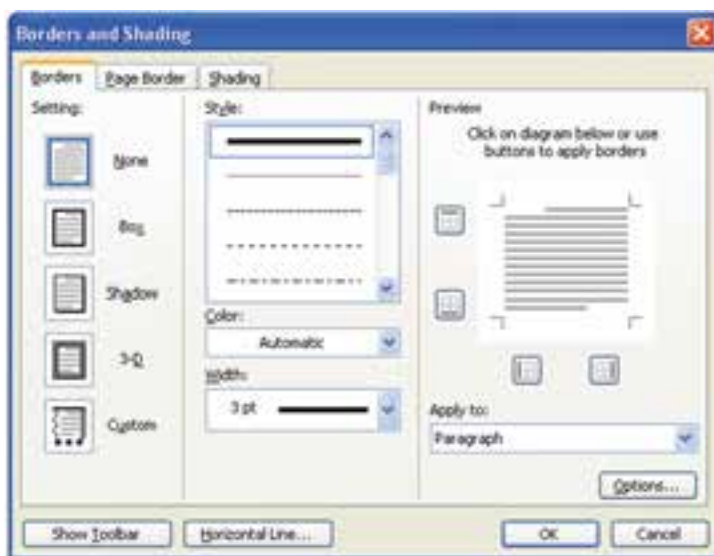 Borders and Shading
Borders
Page Border
Shading
Setting:
None
Box
Shadow
3-D
Custom
Style:
Color:
Automatic
Width:
3 pt
Preview
Click on diagram below or use
buttons to apply borders
Apply to:
Paragraph
Options...
Show Toolbar
Horizontal Line...
OK
Cancel